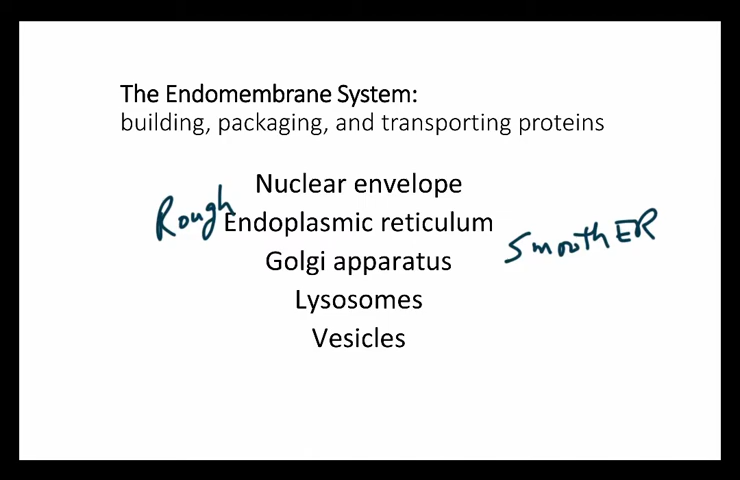 The Endomembrane System:
building, packaging, and transporting proteins
Nuclear envelope
Rough Endoplasmic reticulum
Smooth ER
Golgi apparatus
Lysosomes
Vesicles